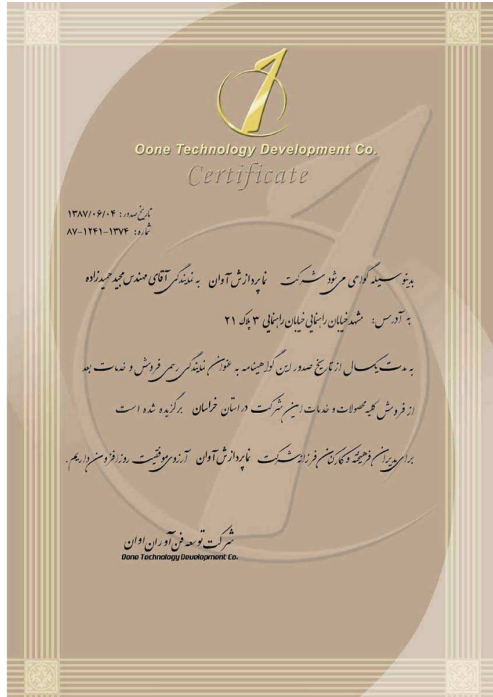 Oone Technology Development Co.
Certificate
تاریخ صدور: ۱۳۸۷/۰۶/۰۴
شماره: ۱۳۷۴-۱۲۴۱-۸۷
بدینوسیله گواهی می شود شرکت نماپردازش آوان به نمایندگی آقای مهندس مجید حمیدزاده
به آدرس: مشهد خیابان راهنمایی خیابان راهنمایی ۳ پلاک ۲۱
به مدت یکسال از تاریخ صدور این گواهینامه به عنوان نمایندگی رسمی فروش و خدمات بعد
از فروش کلیه محصولات و خدمات این شرکت در استان خراسان برگزیده شده است
برای مدیران فرهیخته و کارکنان فرزانه شرکت نماپردازش آوان آرزوی موفقیت روزافزون داریم.
شرکت توسعه فن آوران اوان
Oone Technology Development Co.